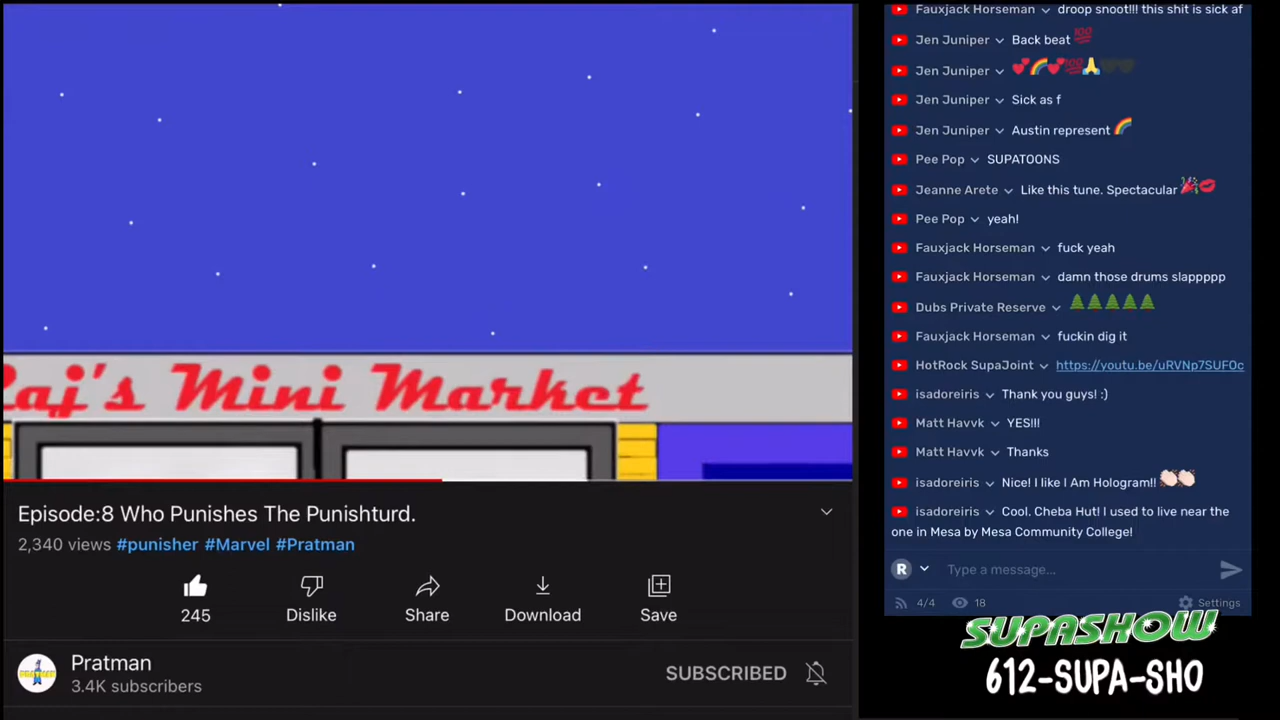 aj's Mini Market
Episode:8 Who Punishes The Punishturd.
2,340 views #punisher #Marvel #Pratman
245
Dislike
Share
Download
Save
PRATMAN
Pratman
3.4K subscribers
SUBSCRIBED
Fauxjack Horseman droop snoot!!! this shit is sick af
Jen Juniper Back beat 💯
Jen Juniper 💕🌈💕💯🙏🖤🖤
Jen Juniper Sick as f
Jen Juniper Austin represent 🌈
Pee Pop SUPATOONS
Jeanne Arete Like this tune. Spectacular 🎉💋
Pee Pop yeah!
Fauxjack Horseman fuck yeah
Fauxjack Horseman damn those drums slappppp
Dubs Private Reserve 🌲🌲🌲🌲🌲
Fauxjack Horseman fuckin dig it
HotRock SupaJoint https://youtu.be/uRVNp7SUFOc
isadoreiris Thank you guys! :)
Matt Havvk YES!!!
Matt Havvk Thanks
isadoreiris Nice! I like I Am Hologram!! 👏🏻👏🏻
isadoreiris Cool. Cheba Hut! I used to live near the
one in Mesa by Mesa Community College!
R Type a message...
4/4 18 Settings
SUPASHOW
612-SUPA-SHO